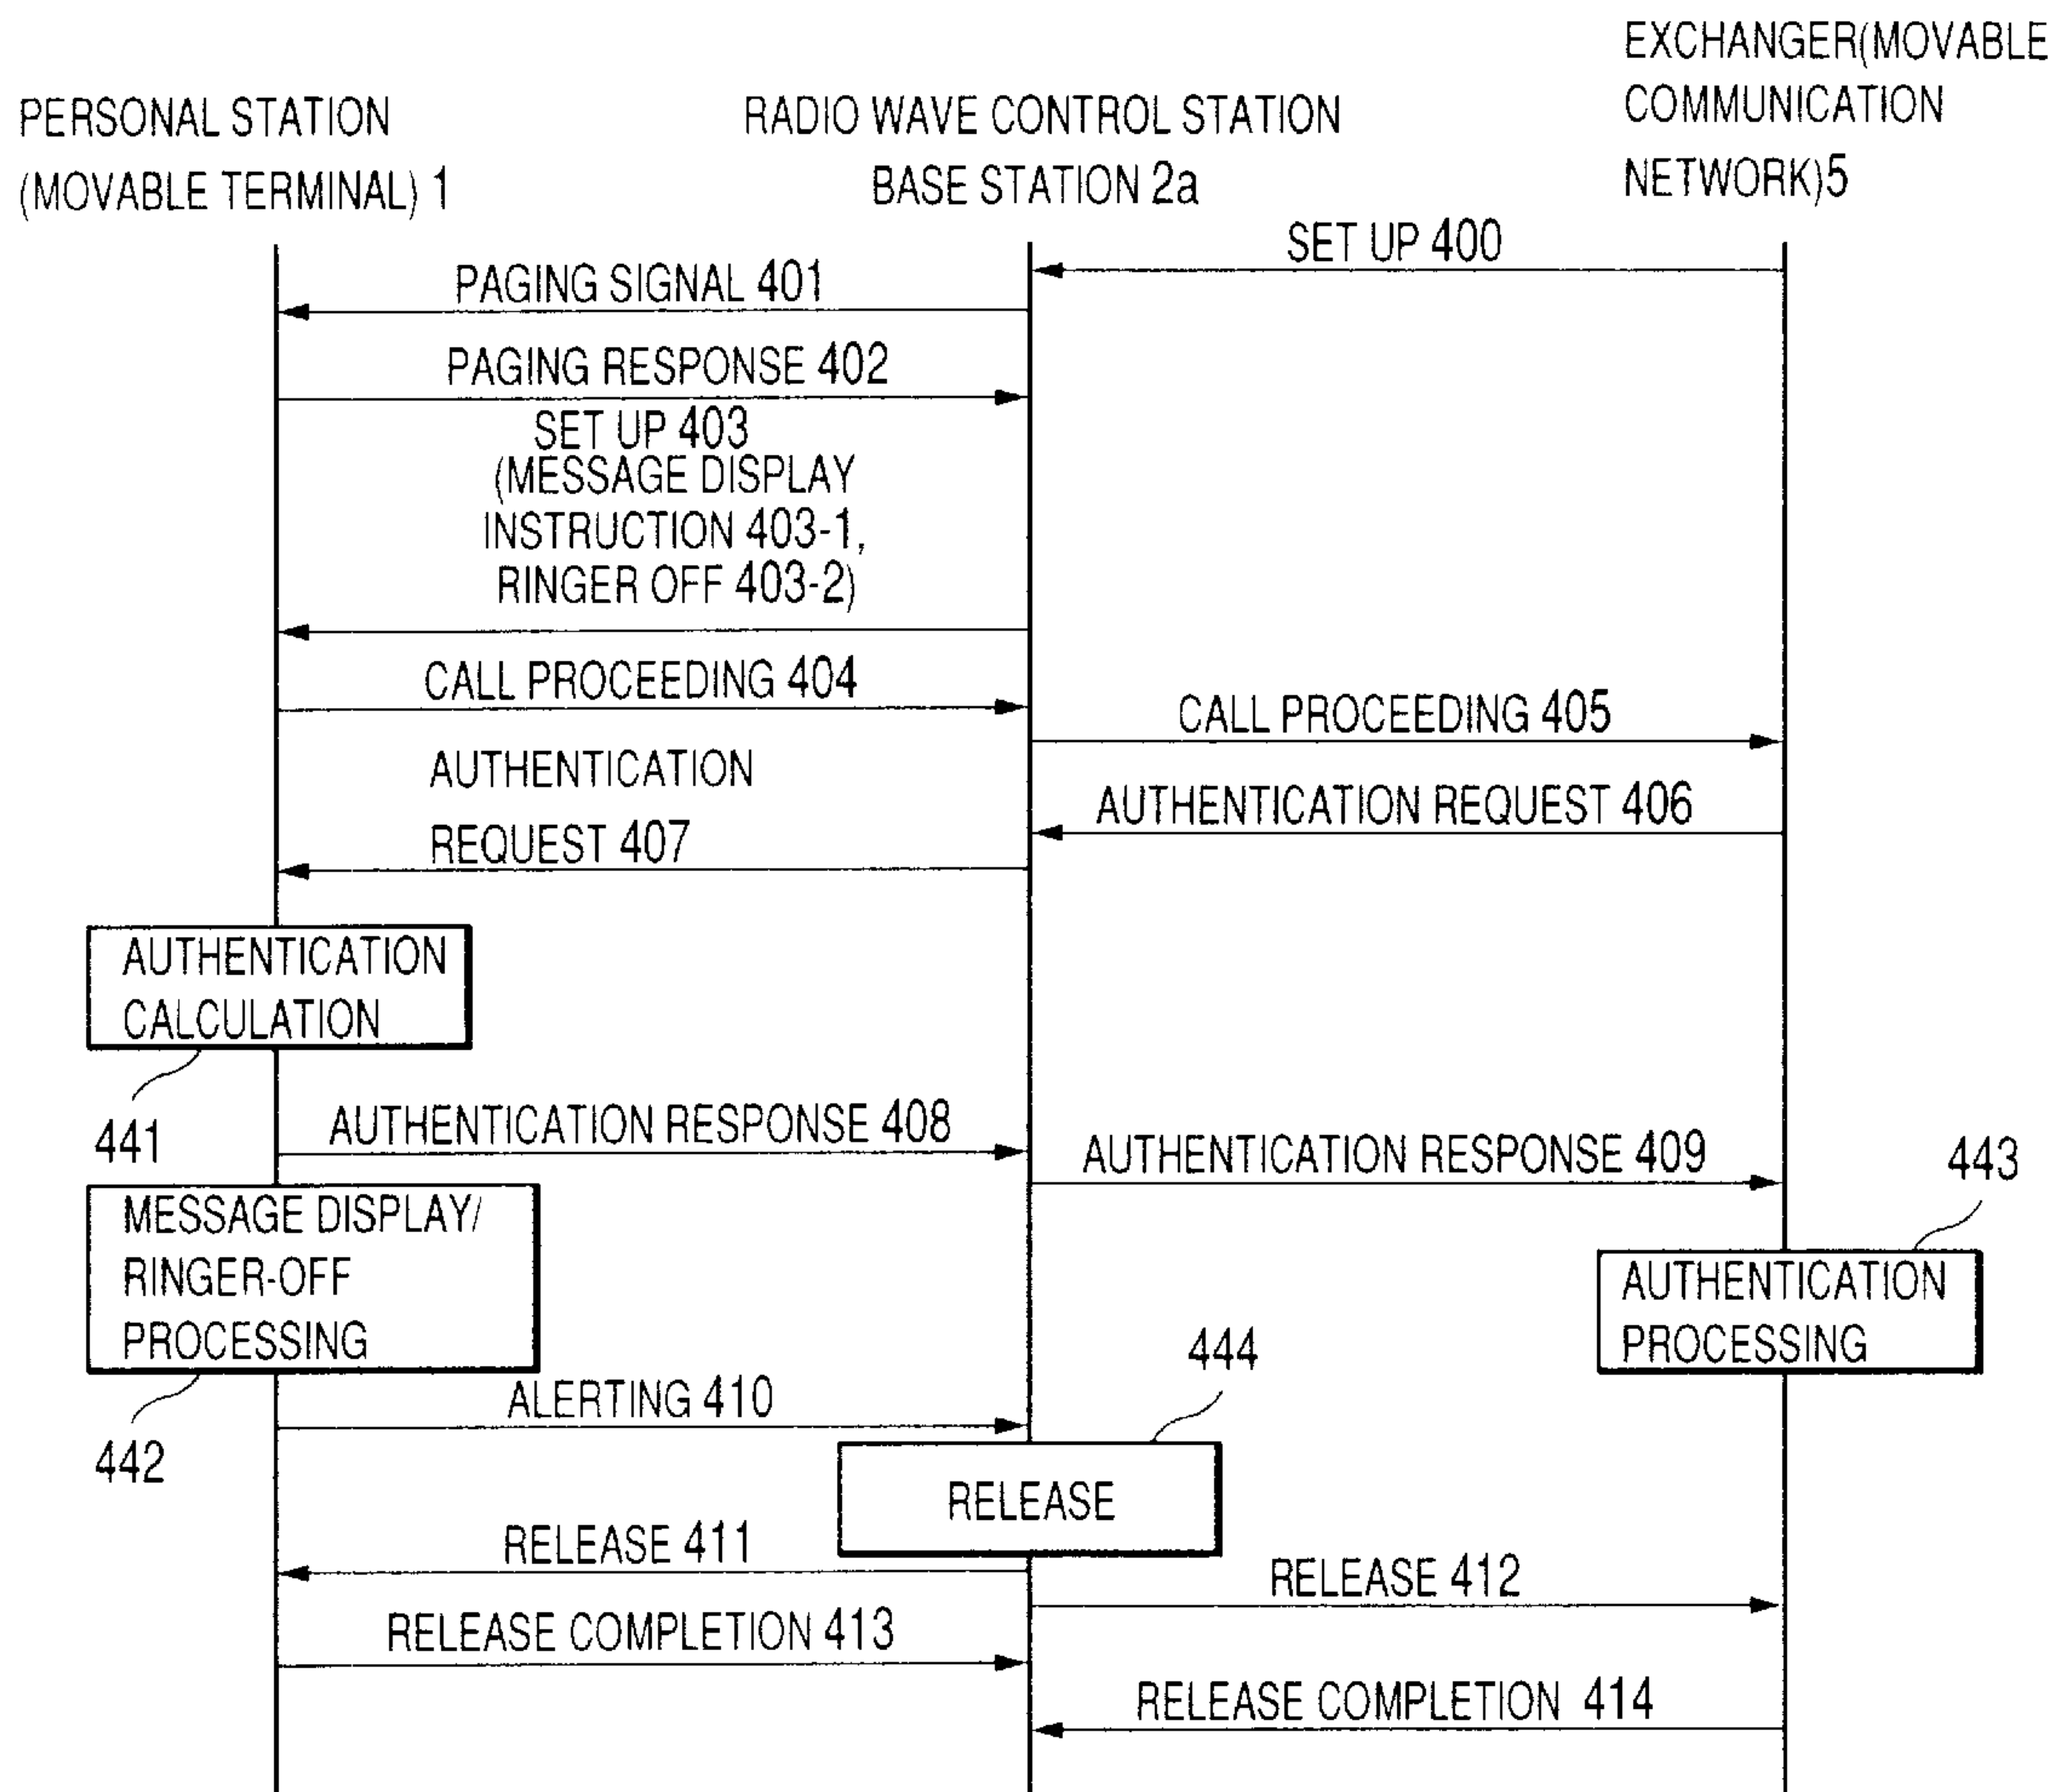 EXCHANGER(MOVABLE
COMMUNICATION
NETWORK)5
PERSONAL STATION
(MOVABLE TERMINAL) 1
RADIO WAVE CONTROL STATION
BASE STATION 2a
SET UP 400
PAGING SIGNAL 401
PAGING RESPONSE 402
SET UP 403
(MESSAGE DISPLAY
INSTRUCTION 403-1,
RINGER OFF 403-2)
CALL PROCEEDING 404
CALL PROCEEDING 405
AUTHENTICATION
REQUEST 407
AUTHENTICATION REQUEST 406
AUTHENTICATION
CALCULATION
441
AUTHENTICATION RESPONSE 408
AUTHENTICATION RESPONSE 409
443
MESSAGE DISPLAY/
RINGER-OFF
PROCESSING
442
AUTHENTICATION
PROCESSING
ALERTING 410
444
RELEASE
RELEASE 411
RELEASE 412
RELEASE COMPLETION 413
RELEASE COMPLETION 414